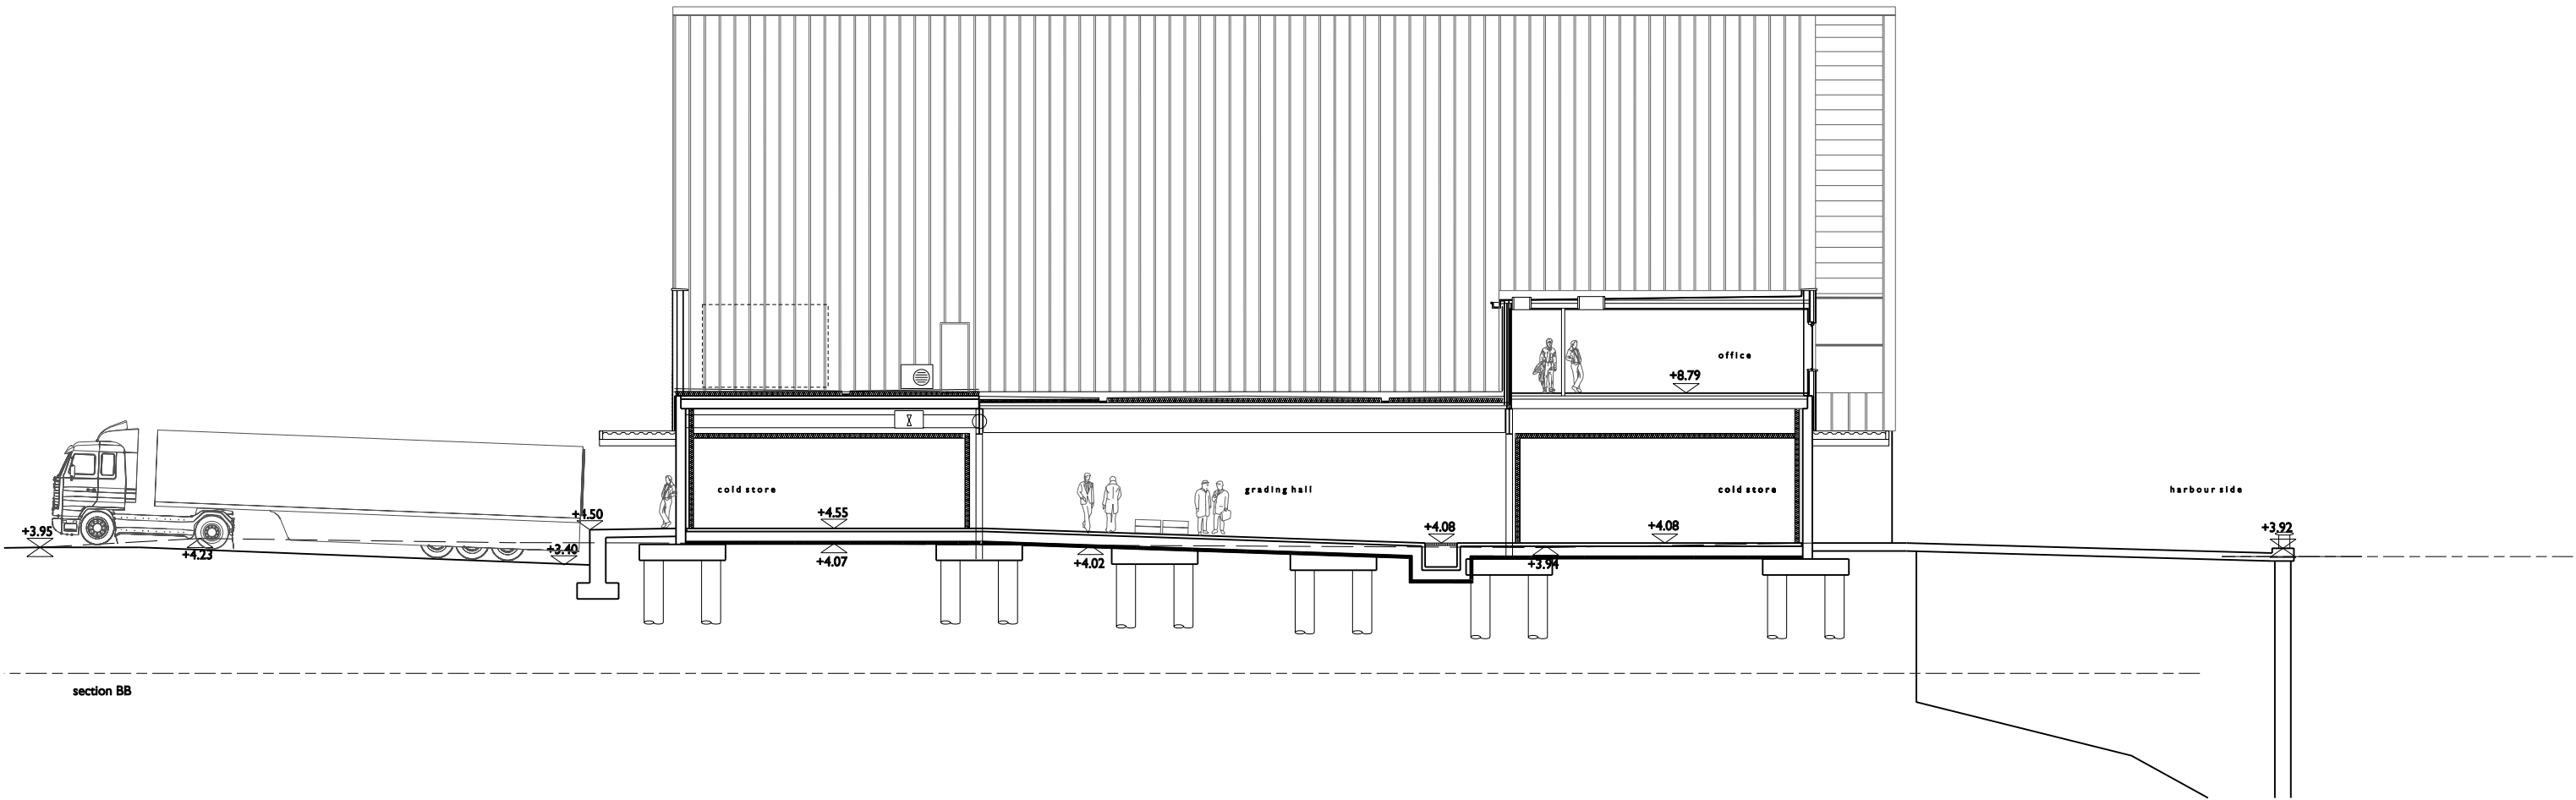 office
+8.79
cold store
grading hall
cold store
harbour side
+4.50
+4.55
+4.08
+4.08
+3.92
+3.95
+4.23
+3.40
+4.07
+4.02
+3.94
section BB